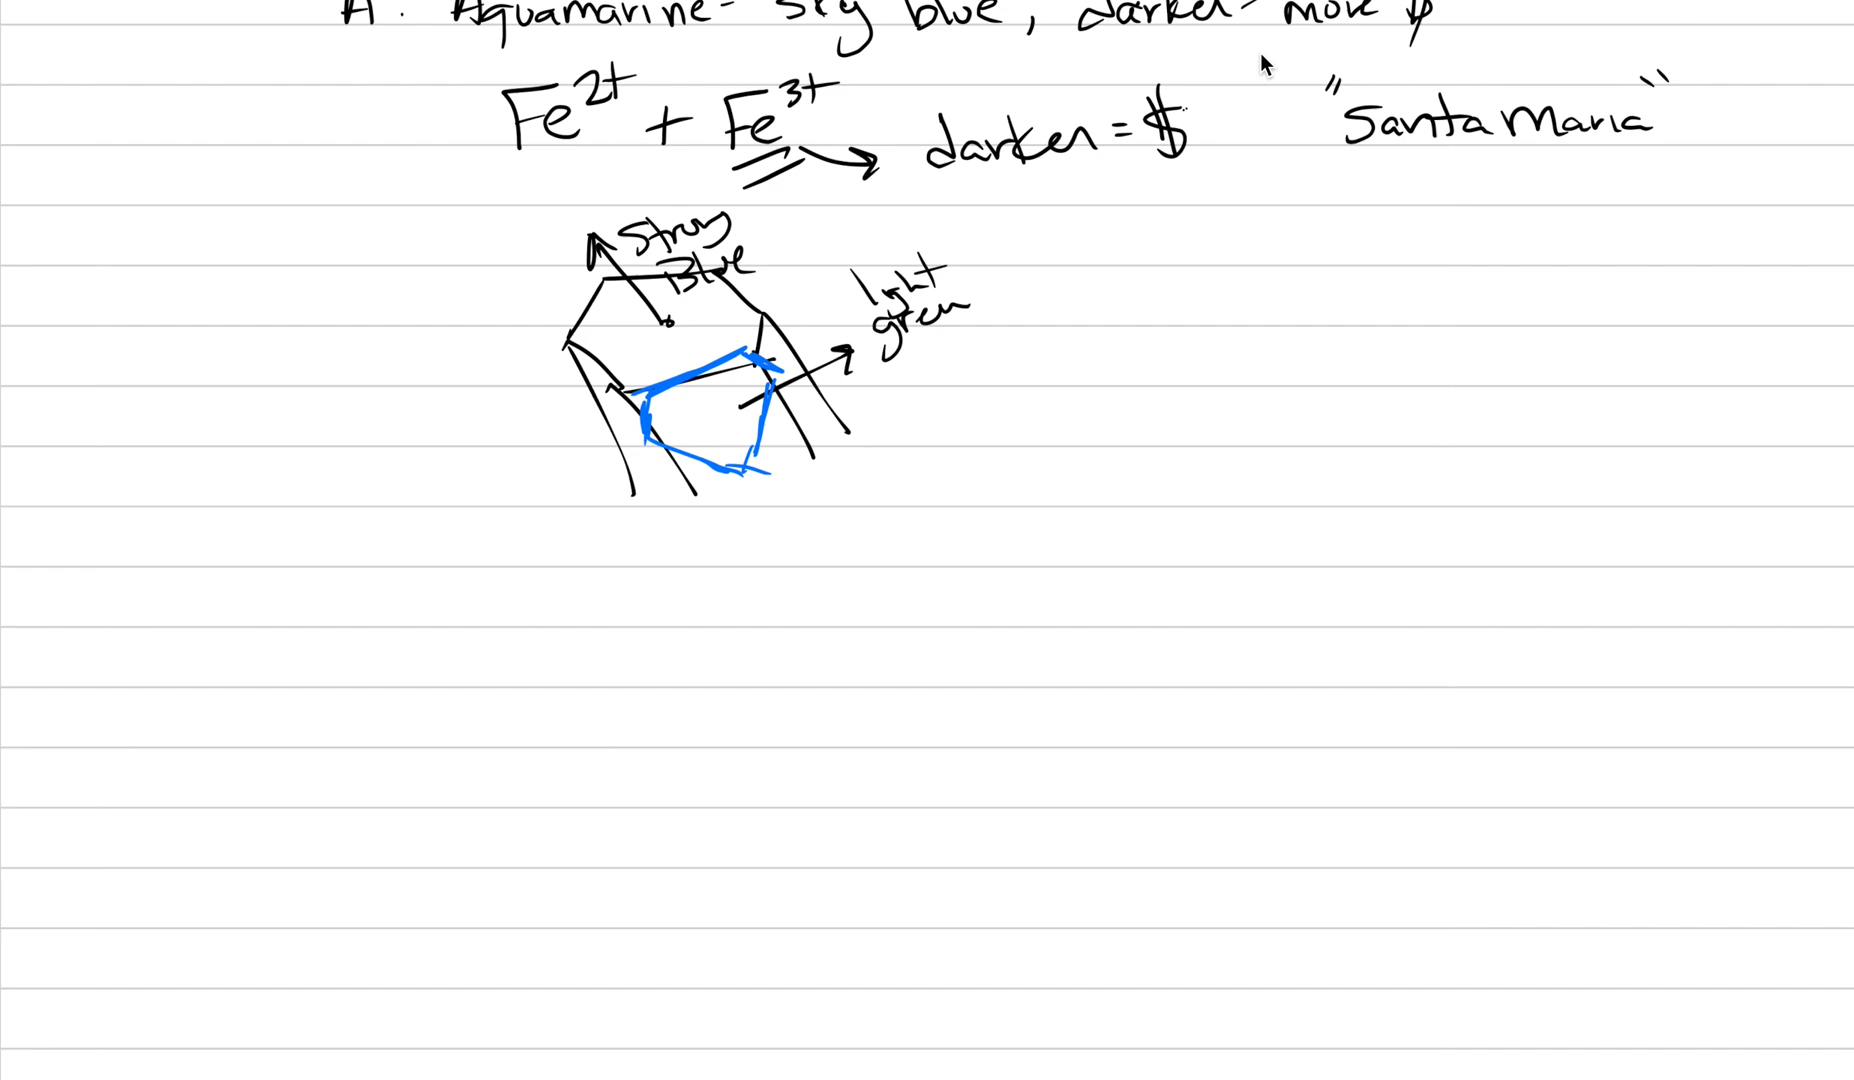 A. Aquamarine - sky blue, darker - more $
Fe2+ + Fe3+ → darker = $ "Santa Maria"
Strong
Blue
light
green